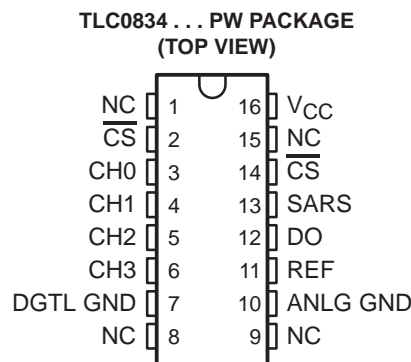 TLC0834 . . . PW PACKAGE
(TOP VIEW)
NC 1 16 VCC
CS 2 15 NC
CH0 3 14 CS
CH1 4 13 SARS
CH2 5 12 DO
CH3 6 11 REF
DGTL GND 7 10 ANLG GND
NC 8 9 NC